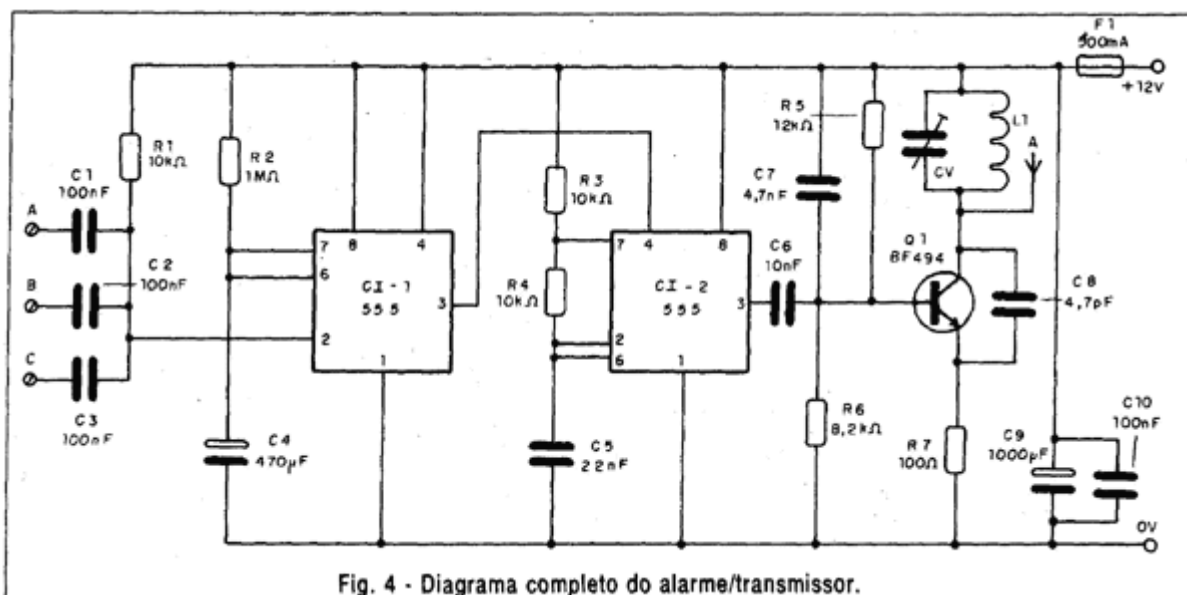 F1
500mA
+12V
R1
10kΩ
R2
1MΩ
C1
100nF
A
C2
100nF
B
C
C3
100nF
C4
470µF
7
8
4
6
CI-1
555
3
2
1
R3
10kΩ
R4
10kΩ
7
4
8
CI-2
555
3
2
6
1
C5
22nF
C6
10nF
C7
4,7nF
R5
12kΩ
CV
L1
A
Q1
BF494
C8
4,7pF
R6
8,2kΩ
R7
100Ω
C9
1000µF
C10
100nF
0V
Fig. 4 - Diagrama completo do alarme/transmissor.